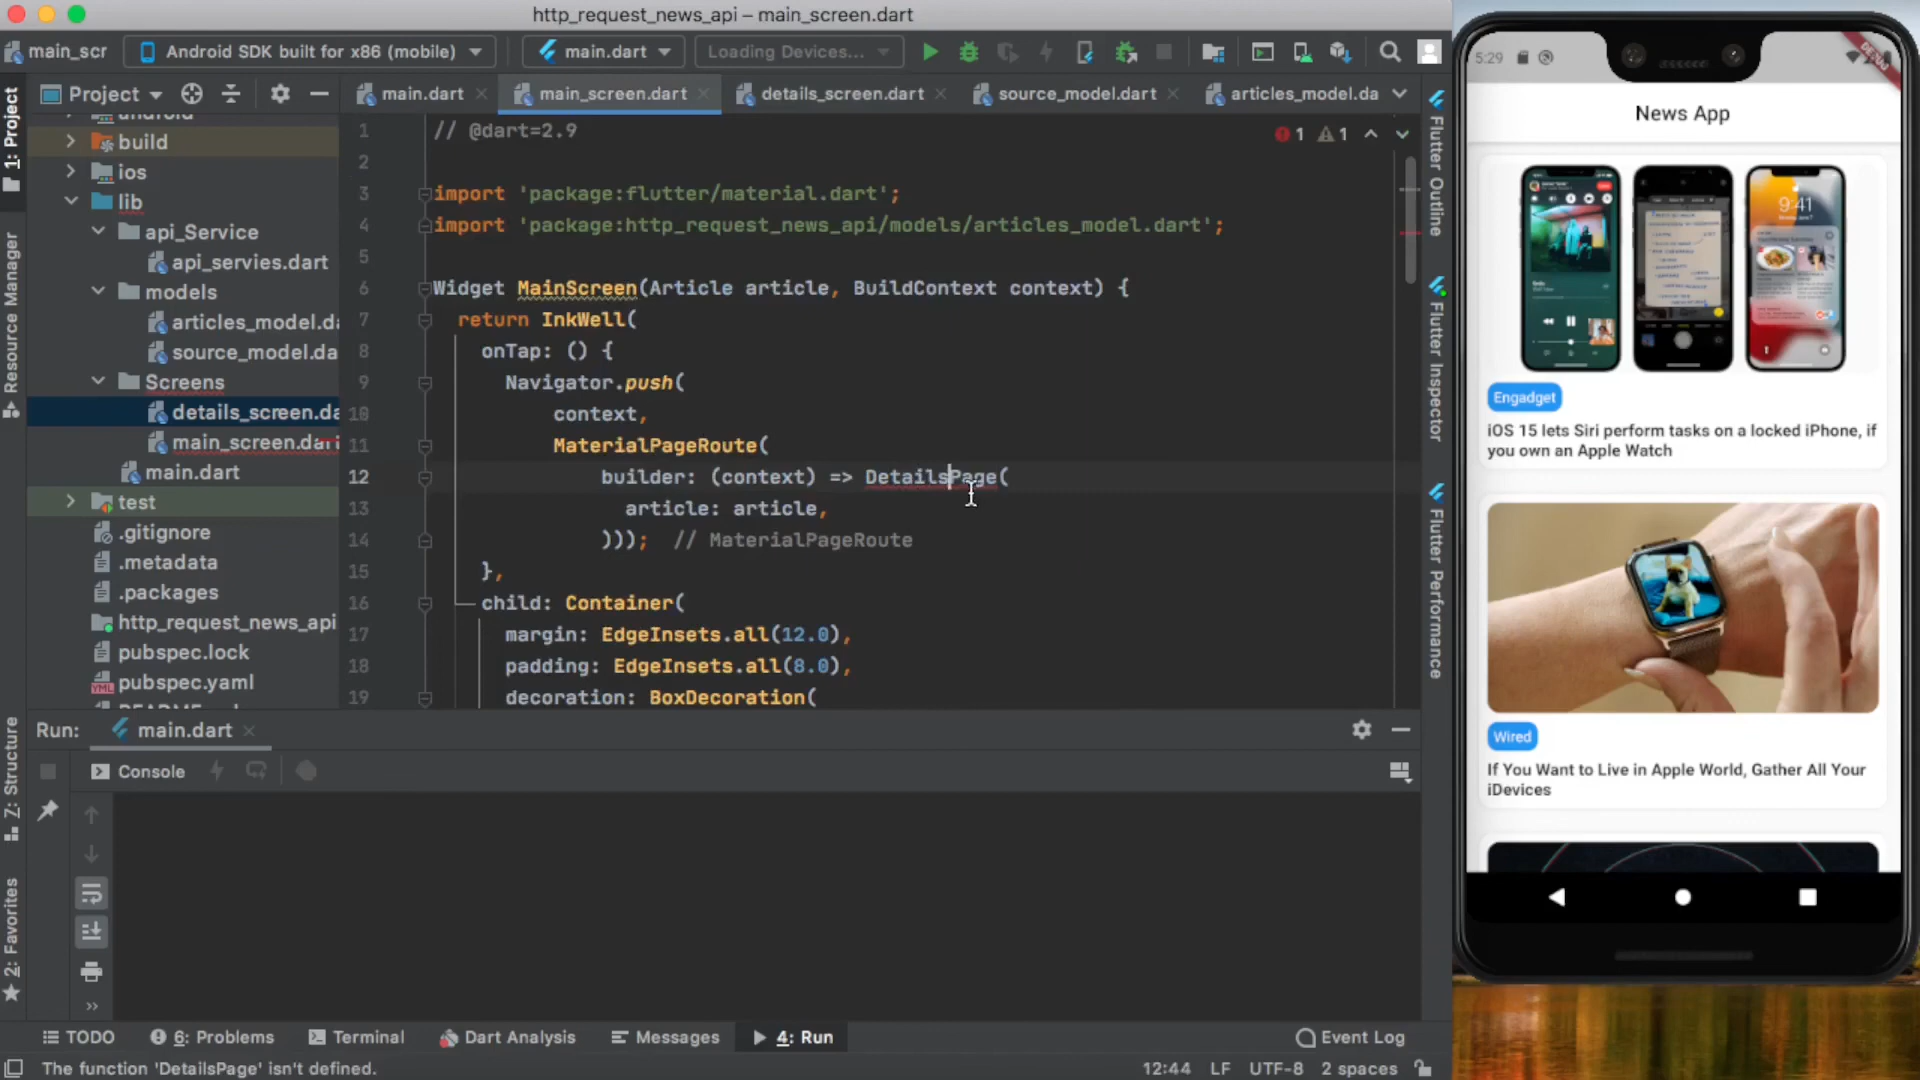 http_request_news_api – main_screen.dart
main_scr
Android SDK built for x86 (mobile)
main.dart
Loading Devices...
Project
main.dart
main_screen.dart
details_screen.dart
source_model.dart
articles_model.da
1: Project
Resource Manager
Z: Structure
2: Favorites
android
build
ios
lib
api_Service
api_servies.dart
models
articles_model.d
source_model.da
Screens
details_screen.da
main_screen.dart
main.dart
test
.gitignore
.metadata
.packages
http_request_news_api
pubspec.lock
pubspec.yaml
1 // @dart=2.9
1 1
2
3 import 'package:flutter/material.dart';
4 import 'package:http_request_news_api/models/articles_model.dart';
5
6 Widget MainScreen(Article article, BuildContext context) {
7 return InkWell(
8 onTap: () {
9 Navigator.push(
10 context,
11 MaterialPageRoute(
12 builder: (context) => DetailsPage(
13 article: article,
14 ))); // MaterialPageRoute
15 },
16 child: Container(
17 margin: EdgeInsets.all(12.0),
18 padding: EdgeInsets.all(8.0),
19 decoration: BoxDecoration(
Flutter Outline
Flutter Inspector
Flutter Performance
Run:
main.dart
Console
TODO
6: Problems
Terminal
Dart Analysis
Messages
4: Run
Event Log
The function 'DetailsPage' isn't defined.
12:44
LF
UTF-8
2 spaces
5:29
DEBUG
News App
9:41
Engadget
iOS 15 lets Siri perform tasks on a locked iPhone, if
you own an Apple Watch
Wired
If You Want to Live in Apple World, Gather All Your
iDevices